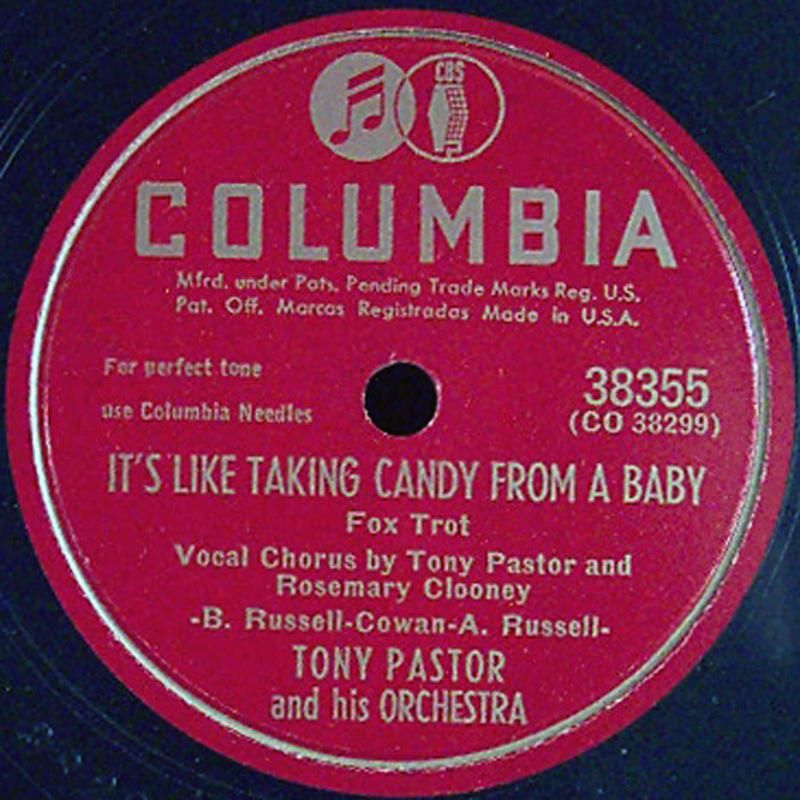 CBS
COLUMBIA
Mfrd. under Pats. Pending Trade Marks Reg. U.S.
Pat. Off. Marcas Registradas Made in U.S.A.
For perfect tone
use Columbia Needles
38355
(CO 38299)
IT'S LIKE TAKING CANDY FROM A BABY
Fox Trot
Vocal Chorus by Tony Pastor and
Rosemary Clooney
-B. Russell-Cowan-A. Russell-
TONY PASTOR
and his ORCHESTRA